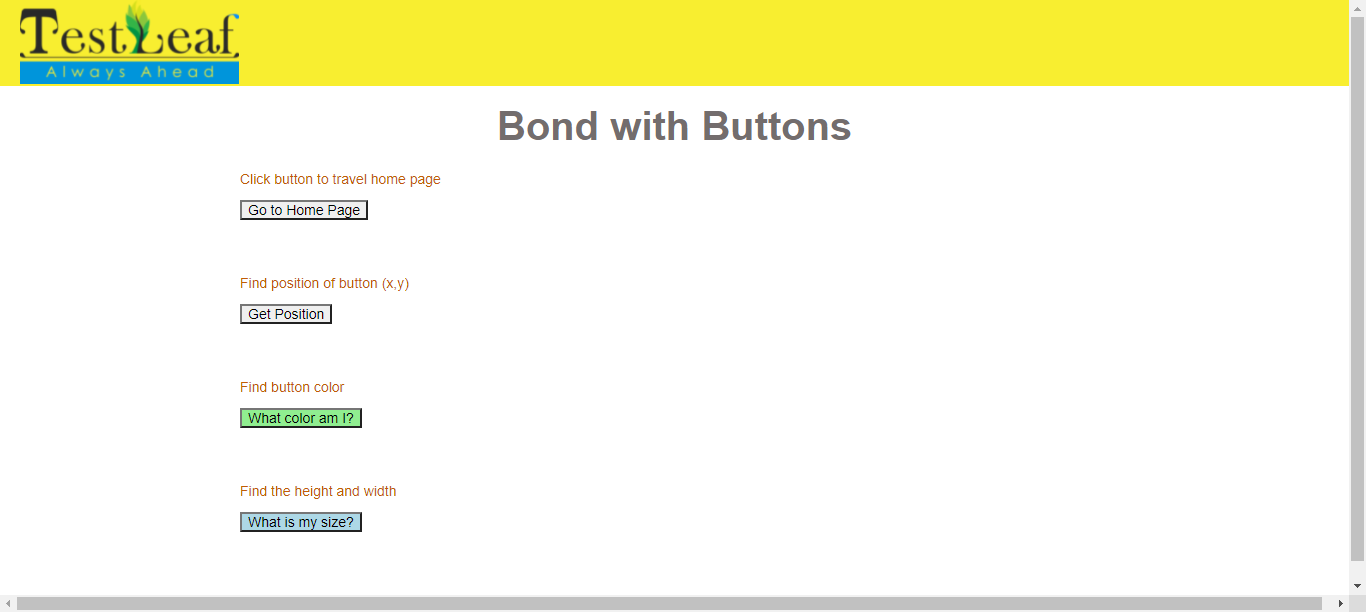 TestLeaf
Always Ahead
Bond with Buttons
Click button to travel home page
Go to Home Page
Find position of button (x,y)
Get Position
Find button color
What color am I?
Find the height and width
What is my size?